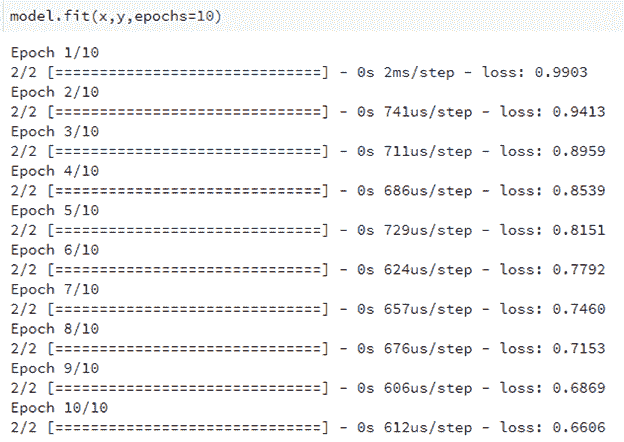 model.fit(x,y,epochs=10)
Epoch 1/10
2/2 [==============================] - 0s 2ms/step - loss: 0.9903
Epoch 2/10
2/2 [==============================] - 0s 741us/step - loss: 0.9413
Epoch 3/10
2/2 [==============================] - 0s 711us/step - loss: 0.8959
Epoch 4/10
2/2 [==============================] - 0s 686us/step - loss: 0.8539
Epoch 5/10
2/2 [==============================] - 0s 729us/step - loss: 0.8151
Epoch 6/10
2/2 [==============================] - 0s 624us/step - loss: 0.7792
Epoch 7/10
2/2 [==============================] - 0s 657us/step - loss: 0.7460
Epoch 8/10
2/2 [==============================] - 0s 676us/step - loss: 0.7153
Epoch 9/10
2/2 [==============================] - 0s 606us/step - loss: 0.6869
Epoch 10/10
2/2 [==============================] - 0s 612us/step - loss: 0.6606